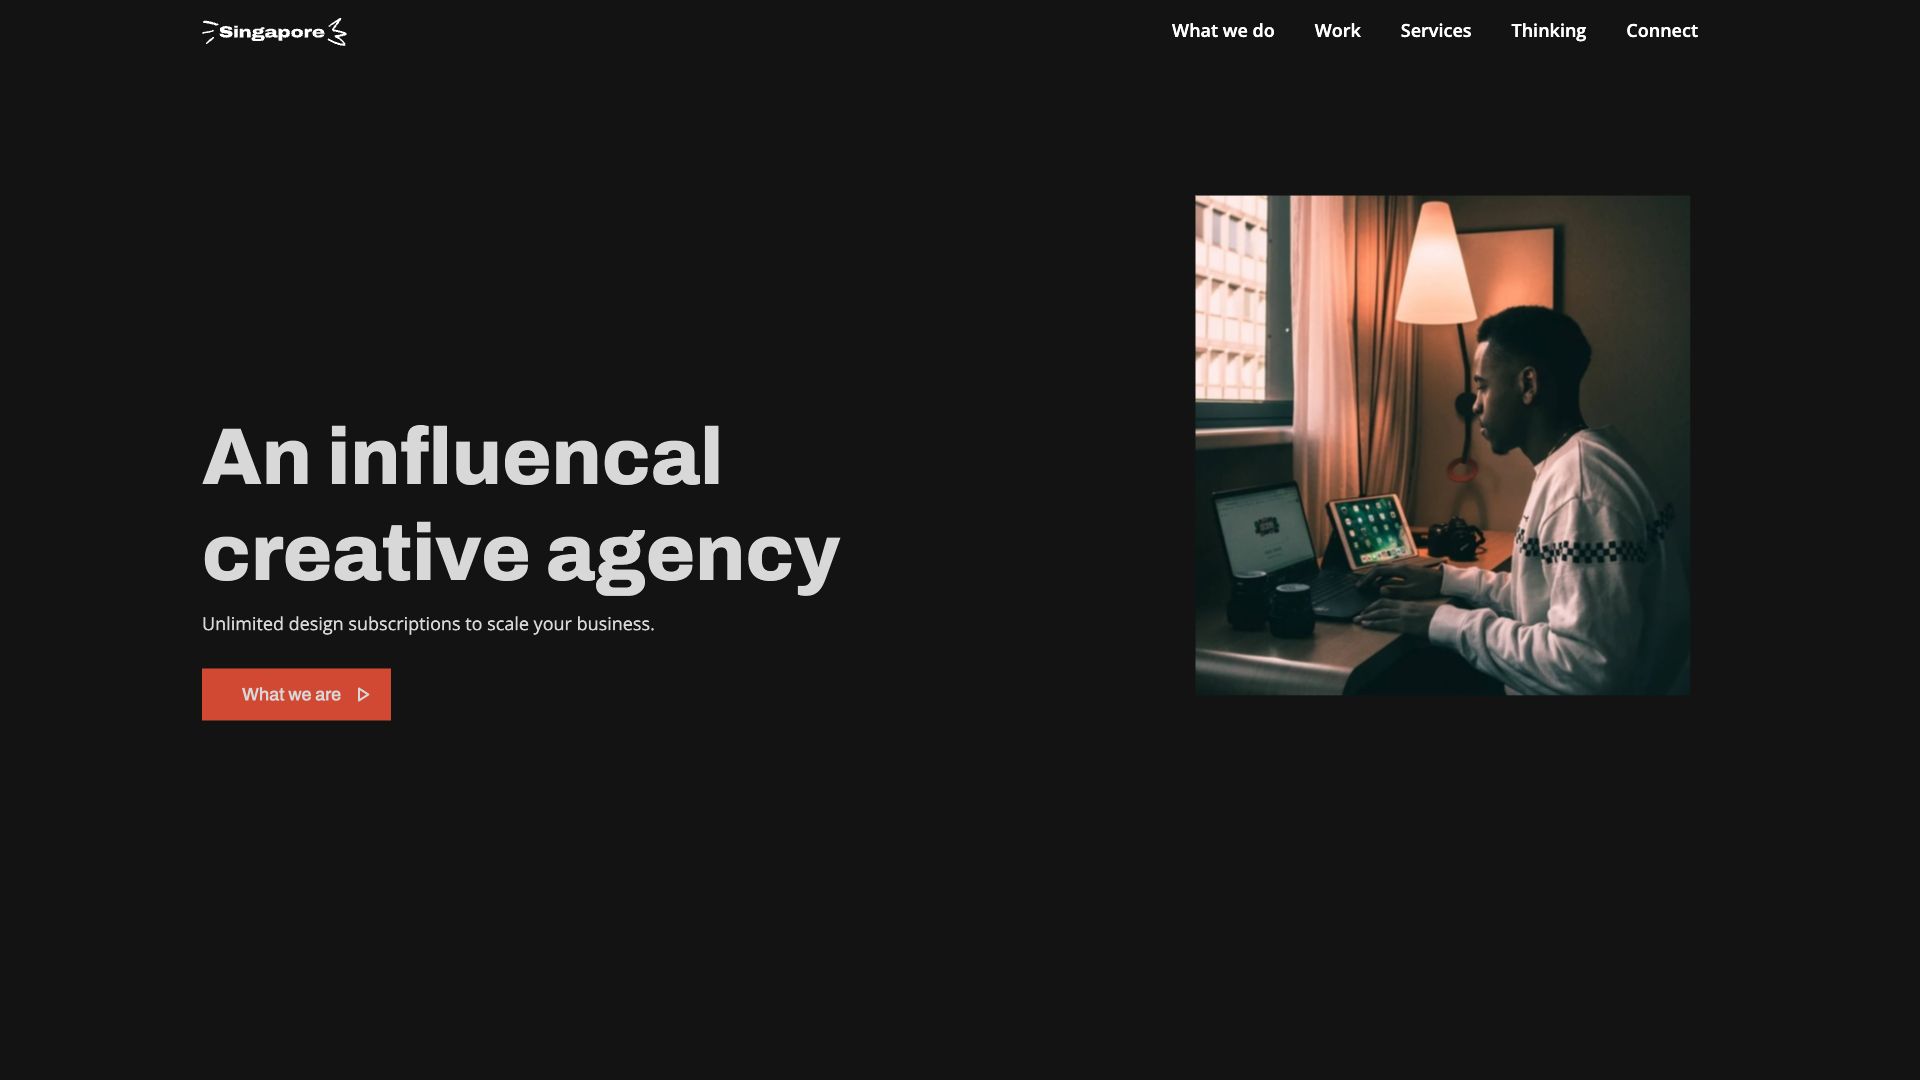 Singapore
What we do
Work
Services
Thinking
Connect
An influencal
creative agency
Unlimited design subscriptions to scale your business.
What we are